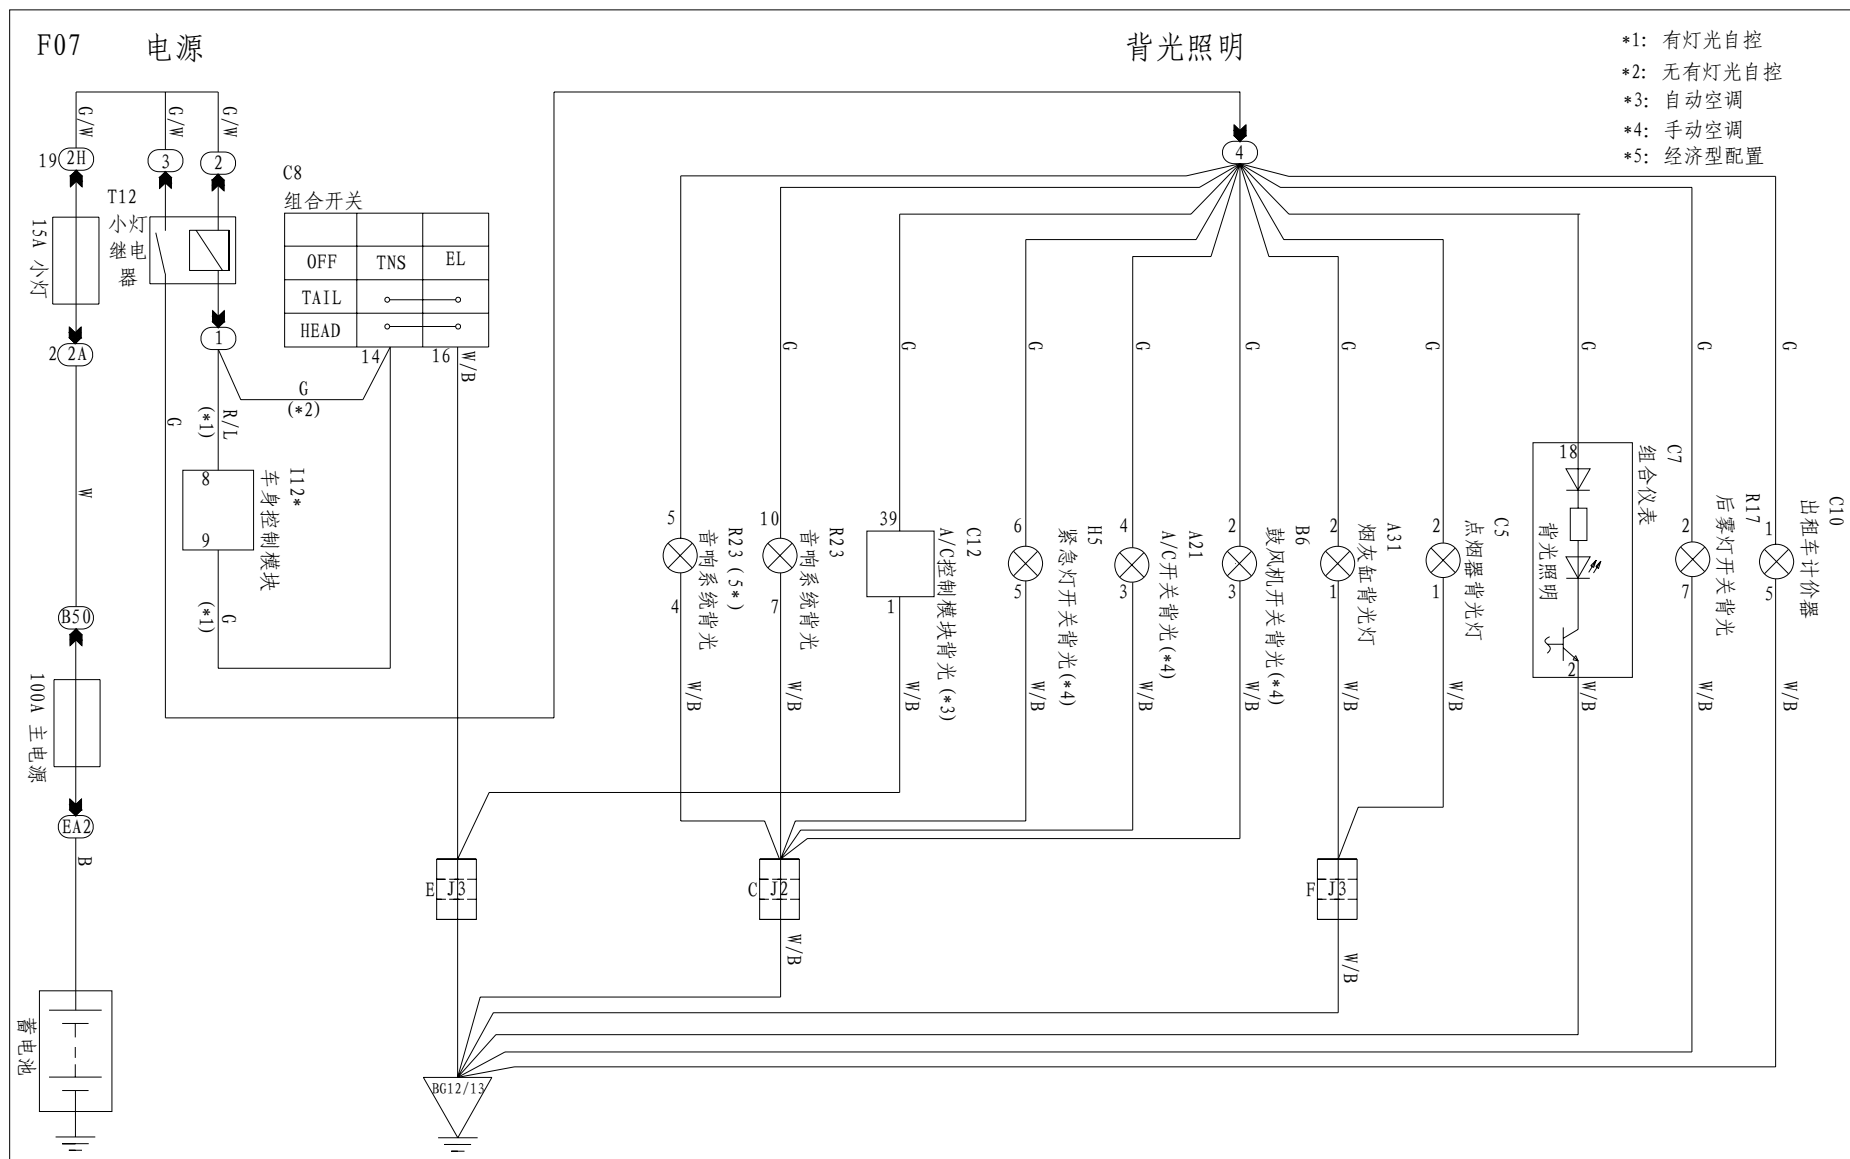 F07
电源
背光照明
*1: 有灯光自控
*2: 无有灯光自控
*3: 自动空调
*4: 手动空调
*5: 经济型配置
G/W
G/W
G/W
19
2H
3
2
4
T12
小灯
继电
器
15A 小灯
C8
组合开关
OFF TNS EL
TAIL
HEAD
14
16
W/B
1
2
2A
G
(*2)
R/L
(*1)
G
W
I12*
车身控制模块
8
9
G
(*1)
B50
100A 主电源
EA2
B
蓄电池
G
G
G
G
G
G
G
G
G
G
5
4
R23 (5*)
音响系统背光
W/B
10
7
R23
音响系统背光
W/B
39
1
C12
A/C控制模块背光(*3)
W/B
6
5
H5
紧急灯开关背光(*4)
W/B
4
3
A21
A/C开关背光(*4)
W/B
2
3
B6
鼓风机开关背光(*4)
W/B
2
1
A31
烟灰缸背光灯
W/B
2
1
C5
点烟器背光灯
W/B
18
2
C7
组合仪表
背光照明
W/B
2
7
R17
后雾灯开关背光
W/B
1
5
C10
出租车计价器
W/B
E J3
C J2
F J3
W/B
W/B
BG12/13